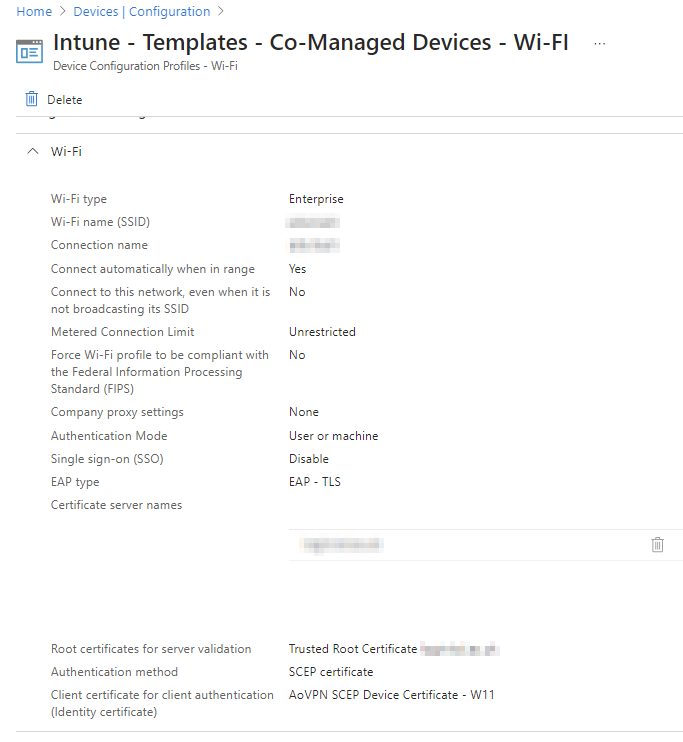 Home > Devices | Configuration >
Intune - Templates - Co-Managed Devices - Wi-FI ...
Device Configuration Profiles - Wi-Fi
Delete
Wi-Fi
Wi-Fi type Enterprise
Wi-Fi name (SSID)
Connection name
Connect automatically when in range Yes
Connect to this network, even when it is No
not broadcasting its SSID
Metered Connection Limit Unrestricted
Force Wi-Fi profile to be compliant with No
the Federal Information Processing
Standard (FIPS)
Company proxy settings None
Authentication Mode User or machine
Single sign-on (SSO) Disable
EAP type EAP - TLS
Certificate server names
Root certificates for server validation Trusted Root Certificate
Authentication method SCEP certificate
Client certificate for client authentication AoVPN SCEP Device Certificate - W11
(Identity certificate)